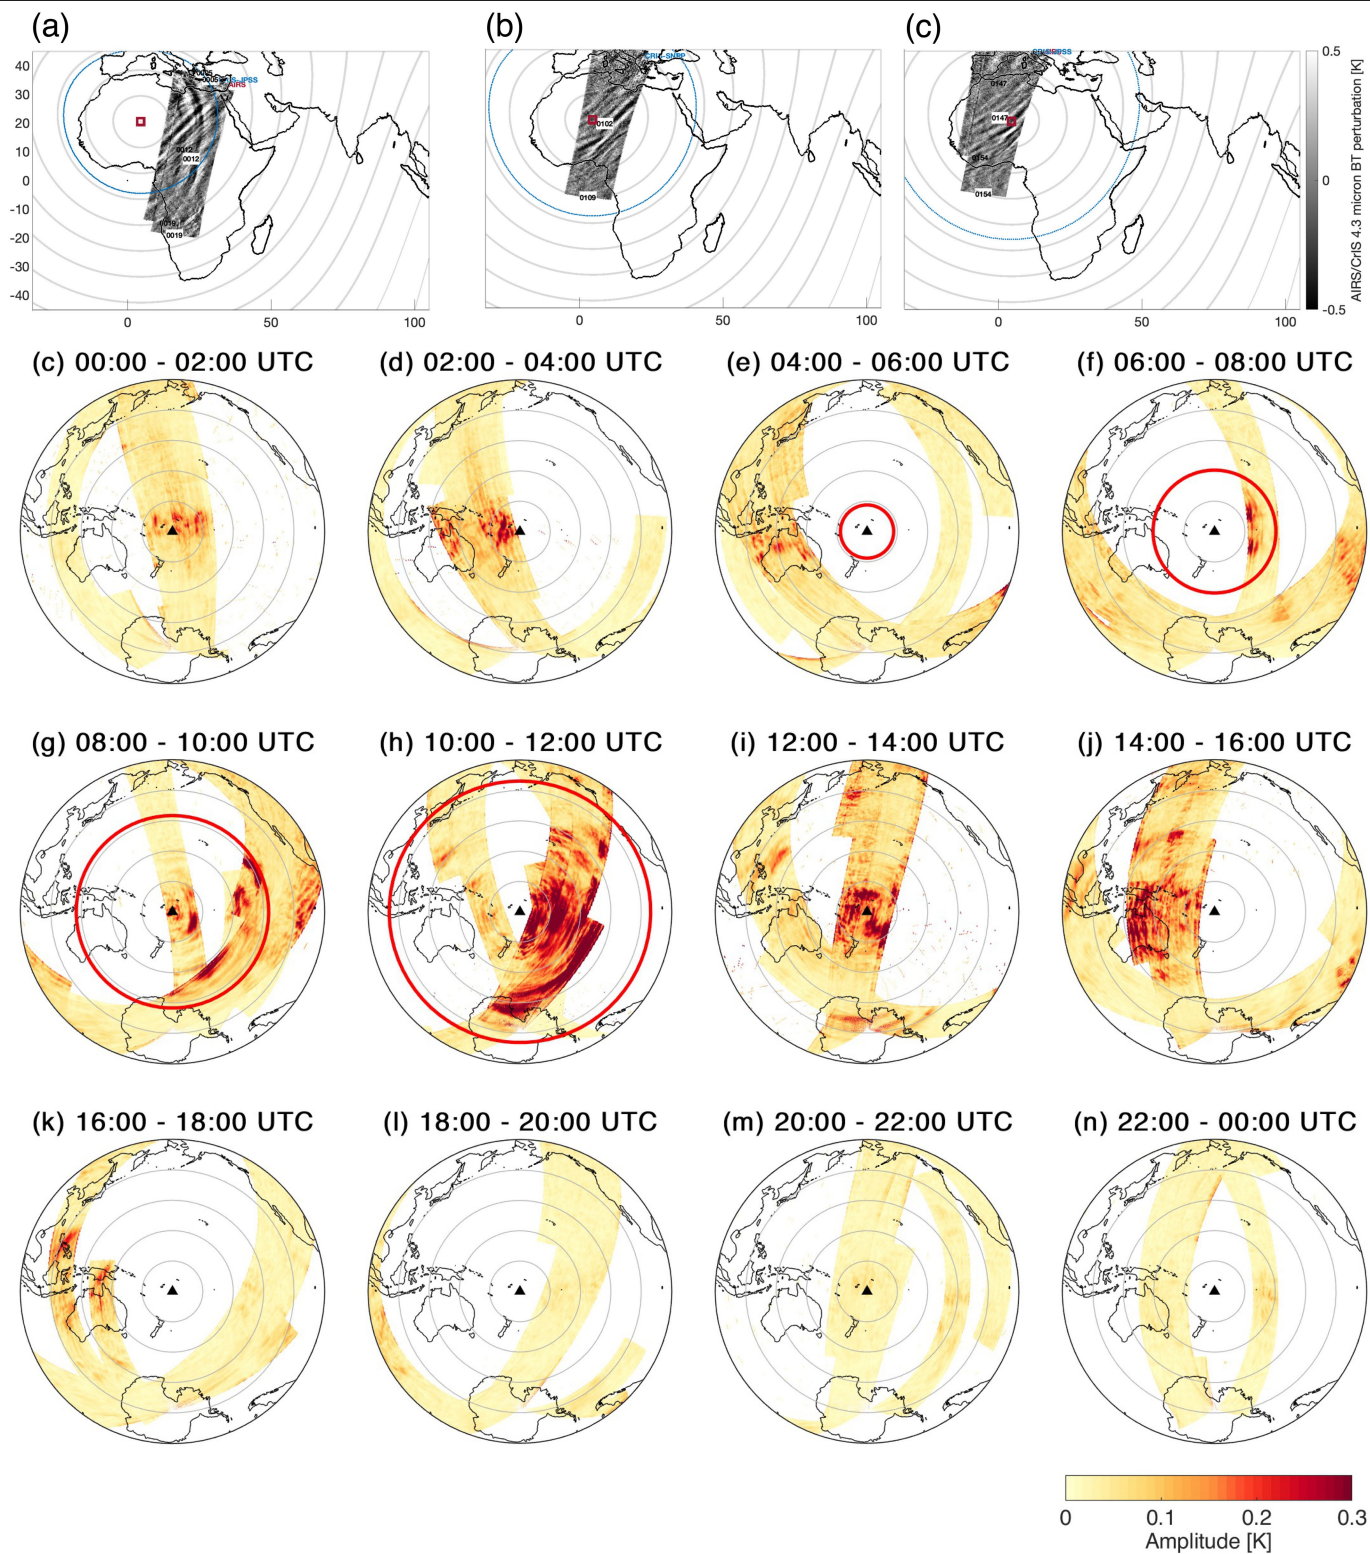 (a)
(b)
(c)
40
30
20
10
0
-10
-20
-30
-40
0005
AIRS
0012
0012
0019
0019
CRIS-SNPP
0102
0109
0147
0147
0154
0154
0
50
100
0
50
100
0
50
100
0.5
0
-0.5
AIRS/CrIS 4.3 micron BT perturbation [K]
(c) 00:00 - 02:00 UTC
(d) 02:00 - 04:00 UTC
(e) 04:00 - 06:00 UTC
(f) 06:00 - 08:00 UTC
(g) 08:00 - 10:00 UTC
(h) 10:00 - 12:00 UTC
(i) 12:00 - 14:00 UTC
(j) 14:00 - 16:00 UTC
(k) 16:00 - 18:00 UTC
(l) 18:00 - 20:00 UTC
(m) 20:00 - 22:00 UTC
(n) 22:00 - 00:00 UTC
0
0.1
0.2
0.3
Amplitude [K]